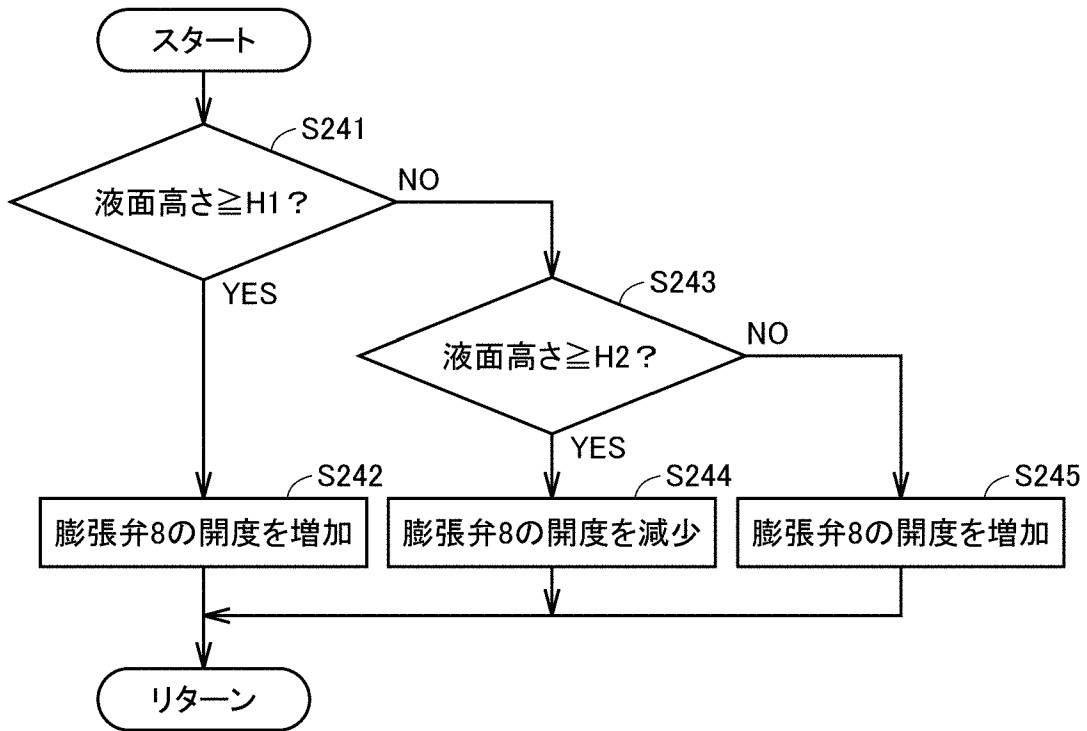 スタート
S241
液面高さ≧H1？
NO
YES
S243
液面高さ≧H2？
NO
YES
S242
膨張弁8の開度を増加
S244
膨張弁8の開度を減少
S245
膨張弁8の開度を増加
リターン